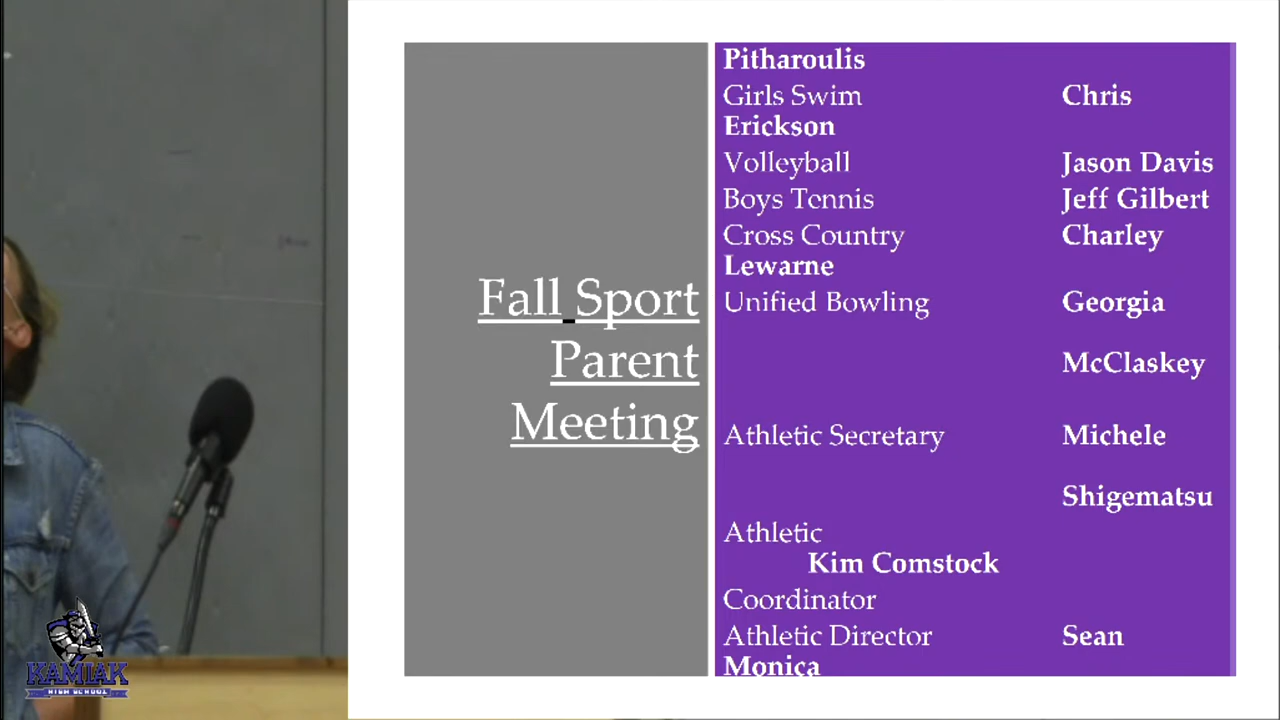 Fall Sport
Parent
Meeting
Pitharoulis
Girls Swim Chris
Erickson
Volleyball Jason Davis
Boys Tennis Jeff Gilbert
Cross Country Charley
Lewarne
Unified Bowling Georgia
McClaskey
Athletic Secretary Michele
Shigematsu
Athletic
Kim Comstock
Coordinator
Athletic Director Sean
Monica
KAMIAK
HIGH SCHOOL